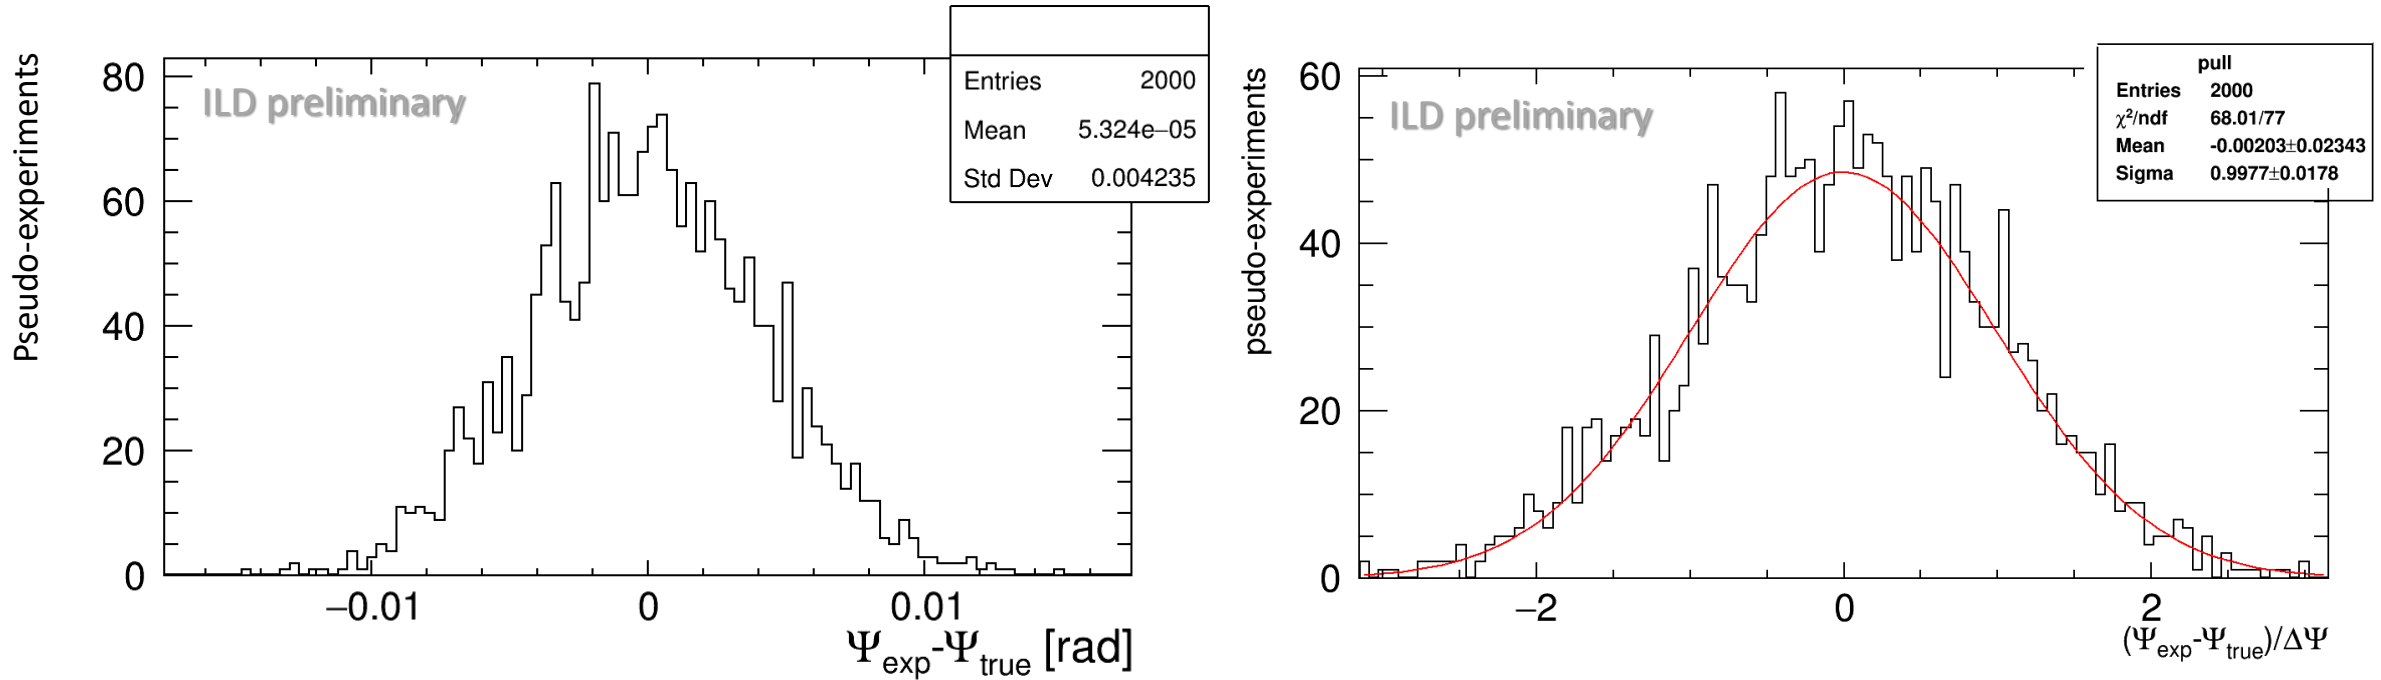 Pseudo-experiments
80
60
40
20
0
ILD preliminary
Entries 2000
Mean 5.324e−05
Std Dev 0.004235
−0.01 0 0.01
Ψexp-Ψtrue [rad]
pseudo-experiments
60
40
20
0
ILD preliminary
pull
Entries 2000
χ²/ndf 68.01/77
Mean -0.00203±0.02343
Sigma 0.9977±0.0178
−2 0 2
(Ψexp-Ψtrue)/ΔΨ